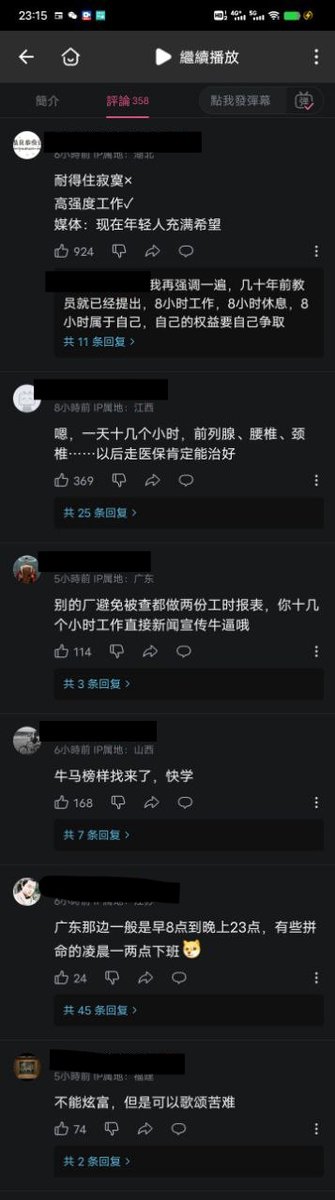 23:15
繼續播放
簡介
評論 358
點我發彈幕
弹
6小時前 IP属地：湖北
耐得住寂寞×
高强度工作✓
媒体：现在年轻人充满希望
924
我再强调一遍，几十年前教
员就已经提出，8小时工作，8小时休息，8
小时属于自己，自己的权益要自己争取
共 11 条回复 >
8小時前 IP属地：江西
嗯，一天十几个小时，前列腺、腰椎、颈
椎……以后走医保肯定能治好
369
共 25 条回复 >
5小時前 IP属地：广东
别的厂避免被查都做两份工时报表，你十几
个小时工作直接新闻宣传牛逼哦
114
共 3 条回复 >
6小時前 IP属地：山西
牛马榜样找来了，快学
168
共 7 条回复 >
6小時前 IP属地：江苏
广东那边一般是早8点到晚上23点，有些拼
命的凌晨一两点下班
24
共 45 条回复 >
5小時前 IP属地：福建
不能炫富，但是可以歌颂苦难
74
共 2 条回复 >